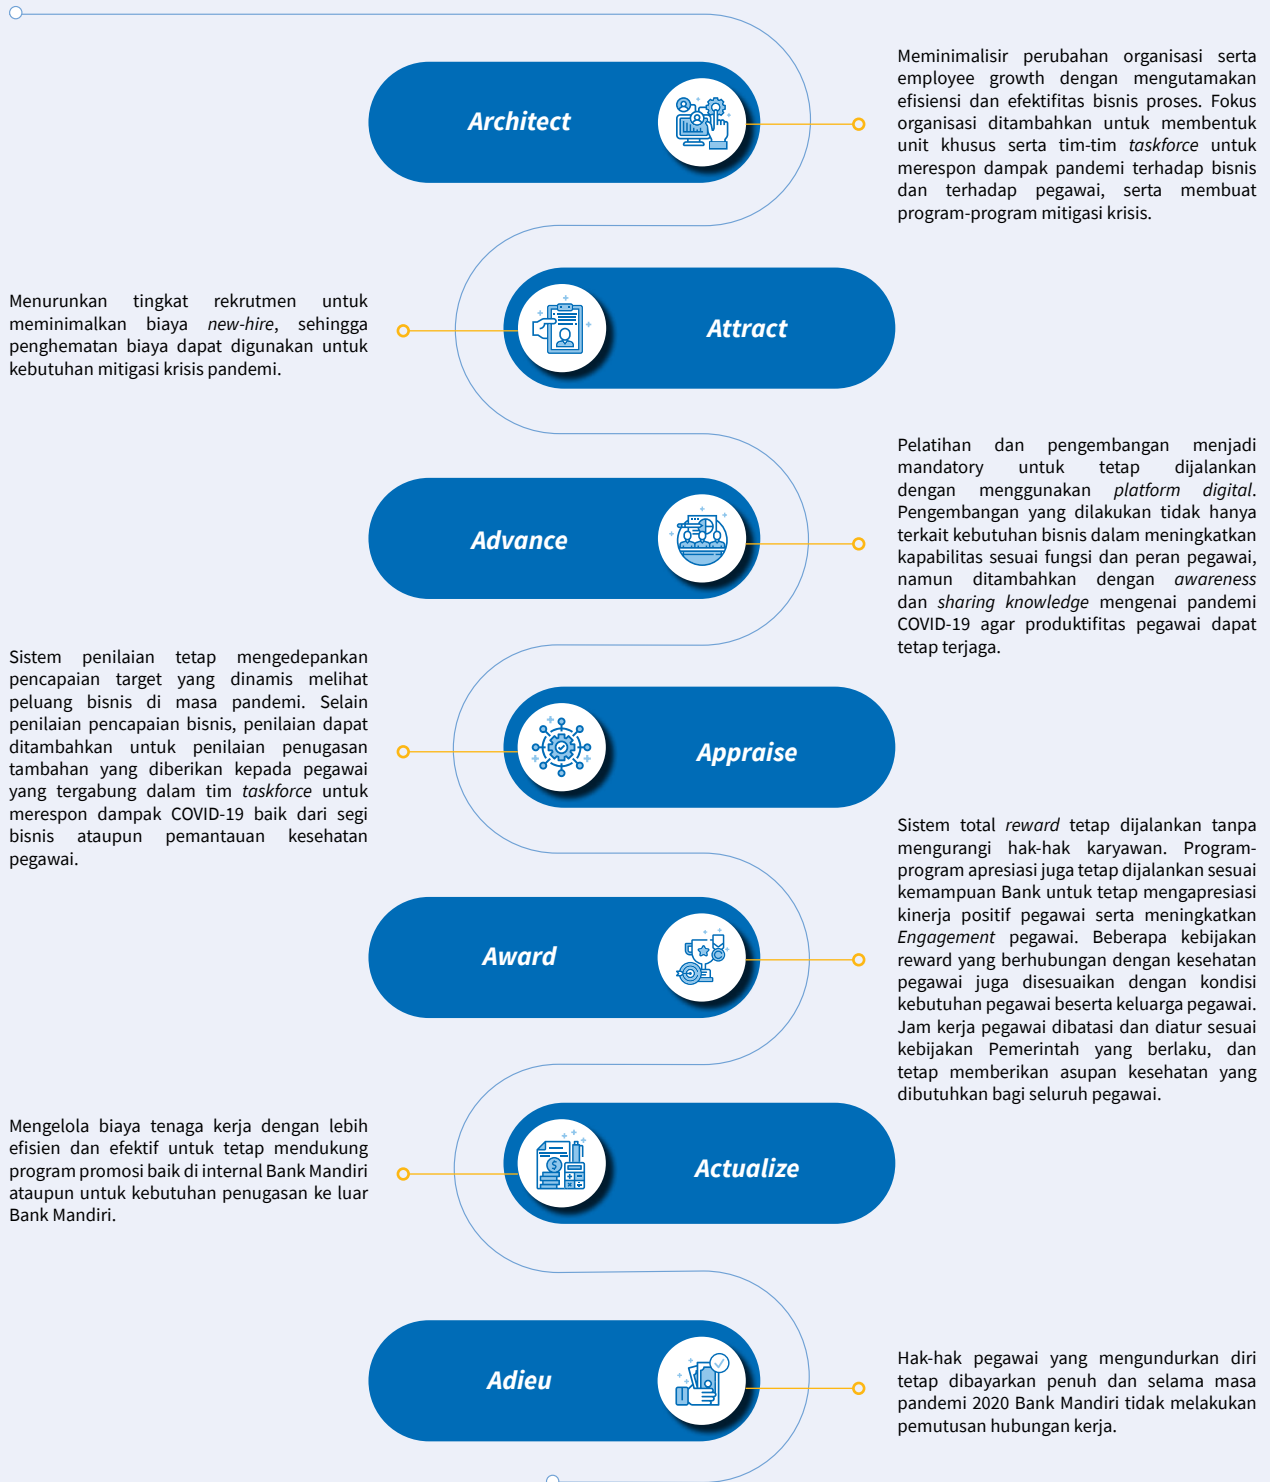 Architect
Meminimalisir perubahan organisasi serta
employee growth dengan mengutamakan
efisiensi dan efektifitas bisnis proses. Fokus
organisasi ditambahkan untuk membentuk
unit khusus serta tim-tim taskforce untuk
merespon dampak pandemi terhadap bisnis
dan terhadap pegawai, serta membuat
program-program mitigasi krisis.
Attract
Menurunkan tingkat rekrutmen untuk
meminimalkan biaya new-hire, sehingga
penghematan biaya dapat digunakan untuk
kebutuhan mitigasi krisis pandemi.
Advance
Pelatihan dan pengembangan menjadi
mandatory untuk tetap dijalankan
dengan menggunakan platform digital.
Pengembangan yang dilakukan tidak hanya
terkait kebutuhan bisnis dalam meningkatkan
kapabilitas sesuai fungsi dan peran pegawai,
namun ditambahkan dengan awareness
dan sharing knowledge mengenai pandemi
COVID-19 agar produktifitas pegawai dapat
tetap terjaga.
Appraise
Sistem penilaian tetap mengedepankan
pencapaian target yang dinamis melihat
peluang bisnis di masa pandemi. Selain
penilaian pencapaian bisnis, penilaian dapat
ditambahkan untuk penilaian penugasan
tambahan yang diberikan kepada pegawai
yang tergabung dalam tim taskforce untuk
merespon dampak COVID-19 baik dari segi
bisnis ataupun pemantauan kesehatan
pegawai.
Award
Sistem total reward tetap dijalankan tanpa
mengurangi hak-hak karyawan. Program-
program apresiasi juga tetap dijalankan sesuai
kemampuan Bank untuk tetap mengapresiasi
kinerja positif pegawai serta meningkatkan
Engagement pegawai. Beberapa kebijakan
reward yang berhubungan dengan kesehatan
pegawai juga disesuaikan dengan kondisi
kebutuhan pegawai beserta keluarga pegawai.
Jam kerja pegawai dibatasi dan diatur sesuai
kebijakan Pemerintah yang berlaku, dan
tetap memberikan asupan kesehatan yang
dibutuhkan bagi seluruh pegawai.
Actualize
Mengelola biaya tenaga kerja dengan lebih
efisien dan efektif untuk tetap mendukung
program promosi baik di internal Bank Mandiri
ataupun untuk kebutuhan penugasan ke luar
Bank Mandiri.
Adieu
Hak-hak pegawai yang mengundurkan diri
tetap dibayarkan penuh dan selama masa
pandemi 2020 Bank Mandiri tidak melakukan
pemutusan hubungan kerja.